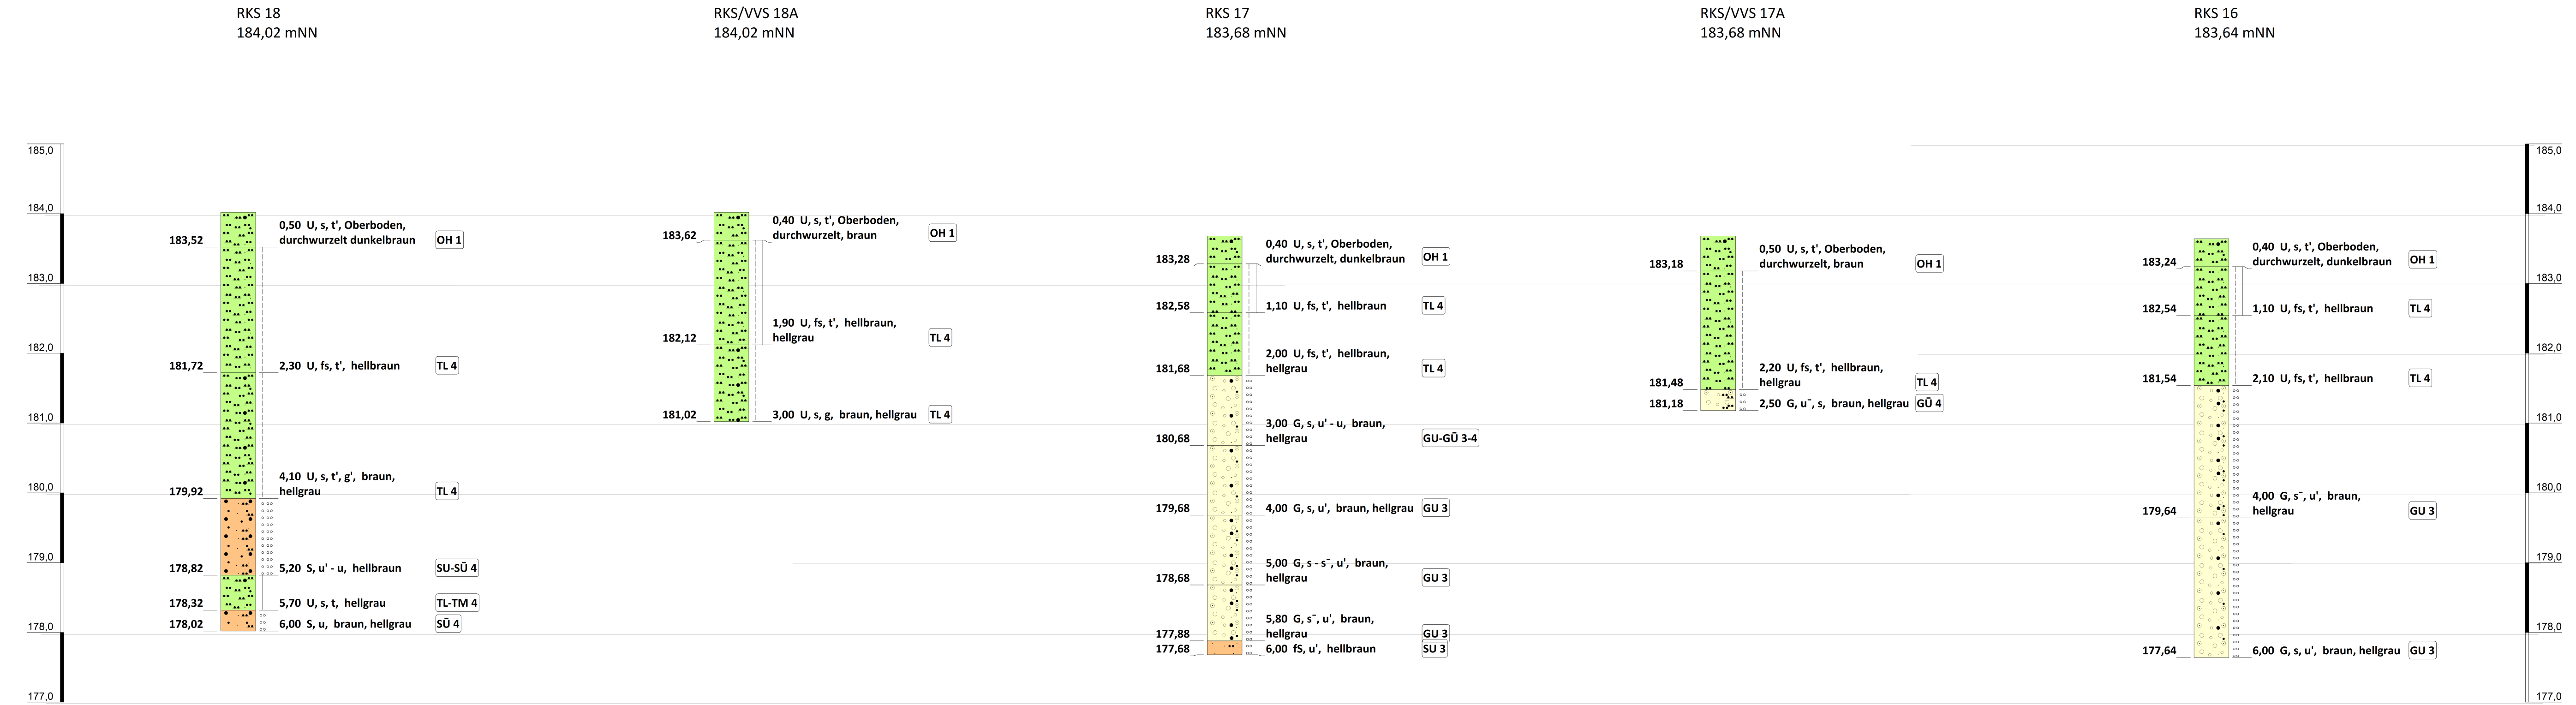 RKS 18
184,02 mNN
RKS/VVS 18A
184,02 mNN
RKS 17
183,68 mNN
RKS/VVS 17A
183,68 mNN
RKS 16
183,64 mNN
185,0
184,0
183,0
182,0
181,0
180,0
179,0
178,0
177,0
183,52
0,50 U, s, t', Oberboden,
durchwurzelt dunkelbraun
OH 1
181,72
2,30 U, fs, t', hellbraun
TL 4
179,92
4,10 U, s, t', g', braun,
hellgrau
TL 4
178,82
5,20 S, u' - u, hellbraun
SU-SŪ 4
178,32
5,70 U, s, t, hellgrau
TL-TM 4
178,02
6,00 S, u, braun, hellgrau
SŪ 4
183,62
0,40 U, s, t', Oberboden,
durchwurzelt, braun
OH 1
182,12
1,90 U, fs, t', hellbraun,
hellgrau
TL 4
181,02
3,00 U, s, g, braun, hellgrau
TL 4
183,28
0,40 U, s, t', Oberboden,
durchwurzelt, dunkelbraun
OH 1
182,58
1,10 U, fs, t', hellbraun
TL 4
181,68
2,00 U, fs, t', hellbraun,
hellgrau
TL 4
180,68
3,00 G, s, u' - u, braun,
hellgrau
GU-GŪ 3-4
179,68
4,00 G, s, u', braun, hellgrau
GU 3
178,68
5,00 G, s - s¯, u', braun,
hellgrau
GU 3
177,88
5,80 G, s¯, u', braun,
hellgrau
GU 3
177,68
6,00 fS, u', hellbraun
SU 3
183,18
0,50 U, s, t', Oberboden,
durchwurzelt, braun
OH 1
181,48
2,20 U, fs, t', hellbraun,
hellgrau
TL 4
181,18
2,50 G, u¯, s, braun, hellgrau
GŪ 4
183,24
0,40 U, s, t', Oberboden,
durchwurzelt, dunkelbraun
OH 1
182,54
1,10 U, fs, t', hellbraun
TL 4
181,54
2,10 U, fs, t', hellbraun
TL 4
179,64
4,00 G, s¯, u', braun,
hellgrau
GU 3
177,64
6,00 G, s, u', braun, hellgrau
GU 3
185,0
184,0
183,0
182,0
181,0
180,0
179,0
178,0
177,0